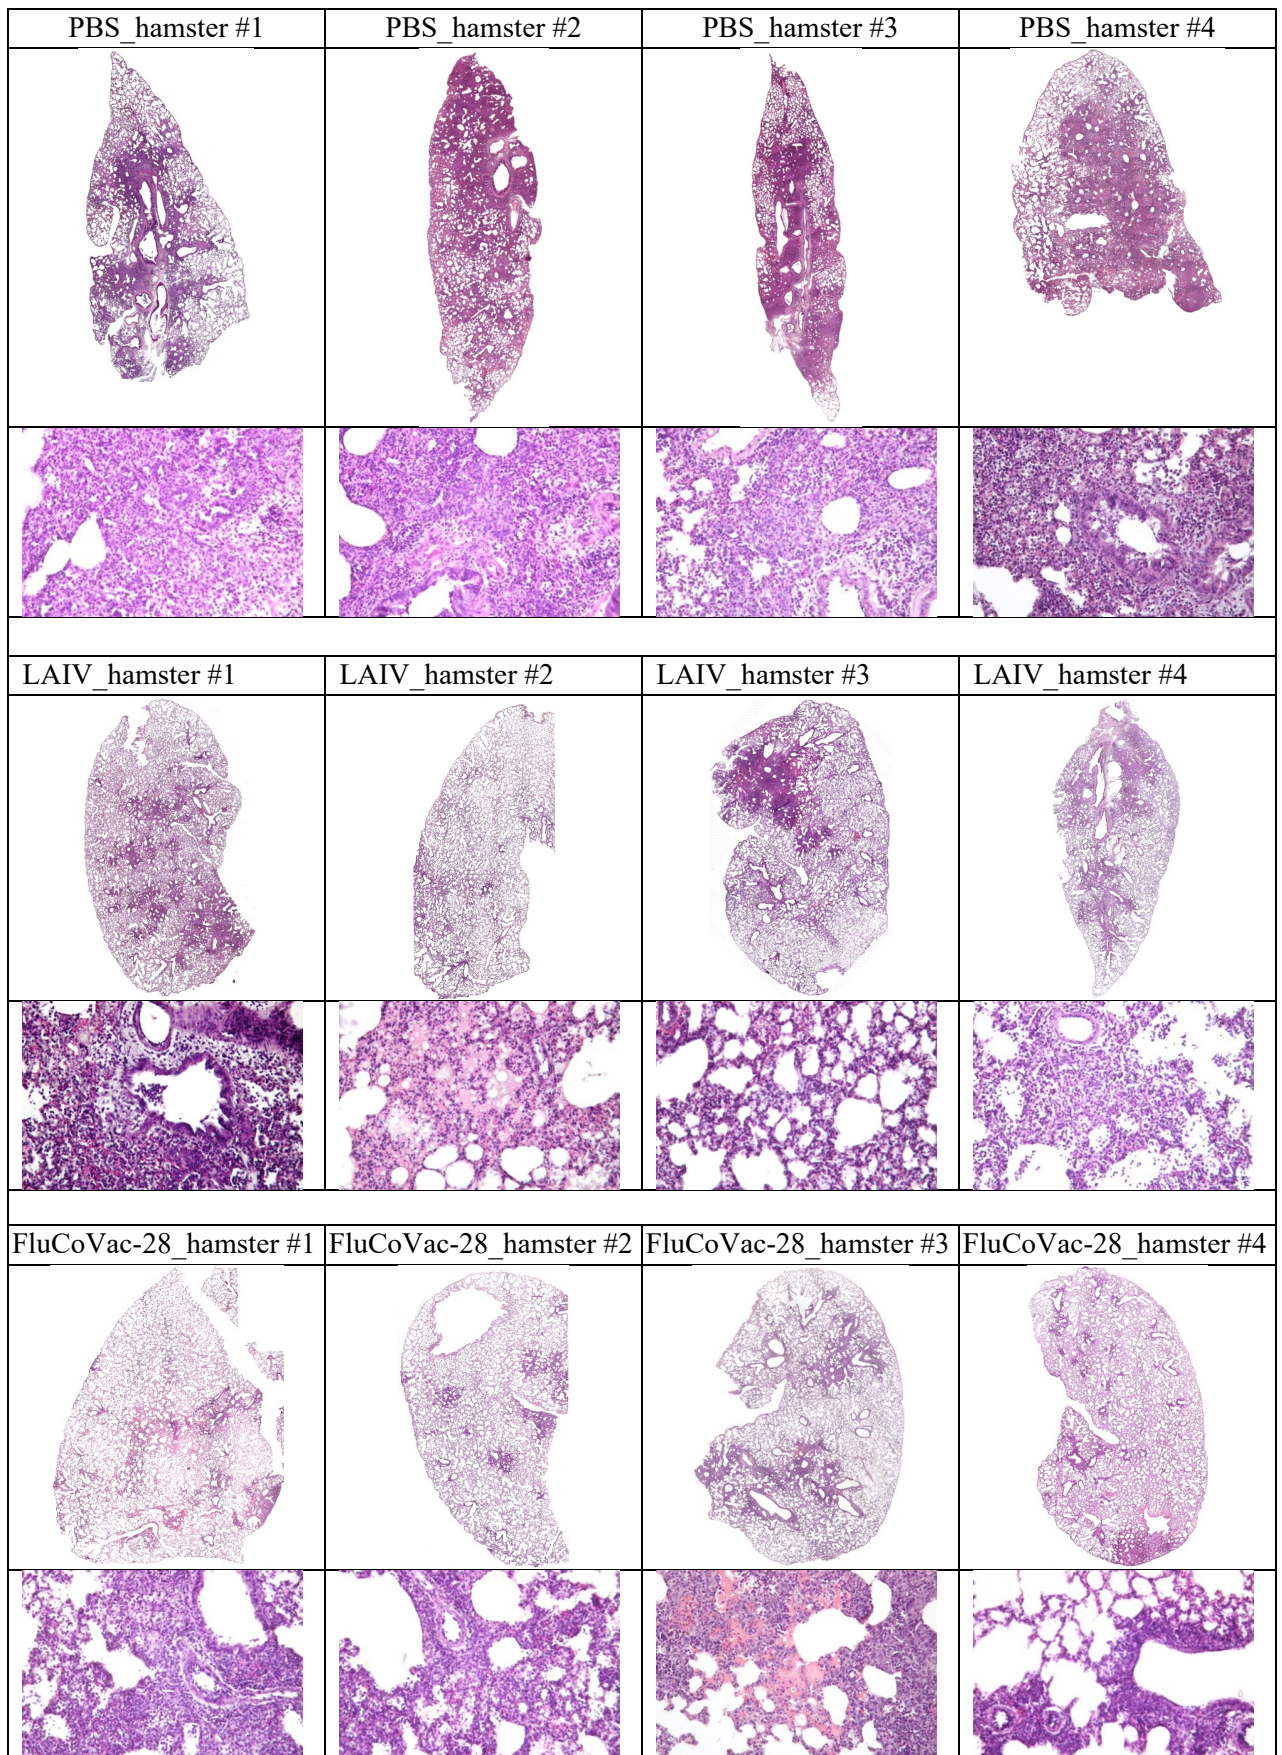 PBS_hamster #1
PBS_hamster #2
PBS_hamster #3
PBS_hamster #4
LAIV_hamster #1
LAIV_hamster #2
LAIV_hamster #3
LAIV_hamster #4
FluCoVac-28_hamster #1
FluCoVac-28_hamster #2
FluCoVac-28_hamster #3
FluCoVac-28_hamster #4